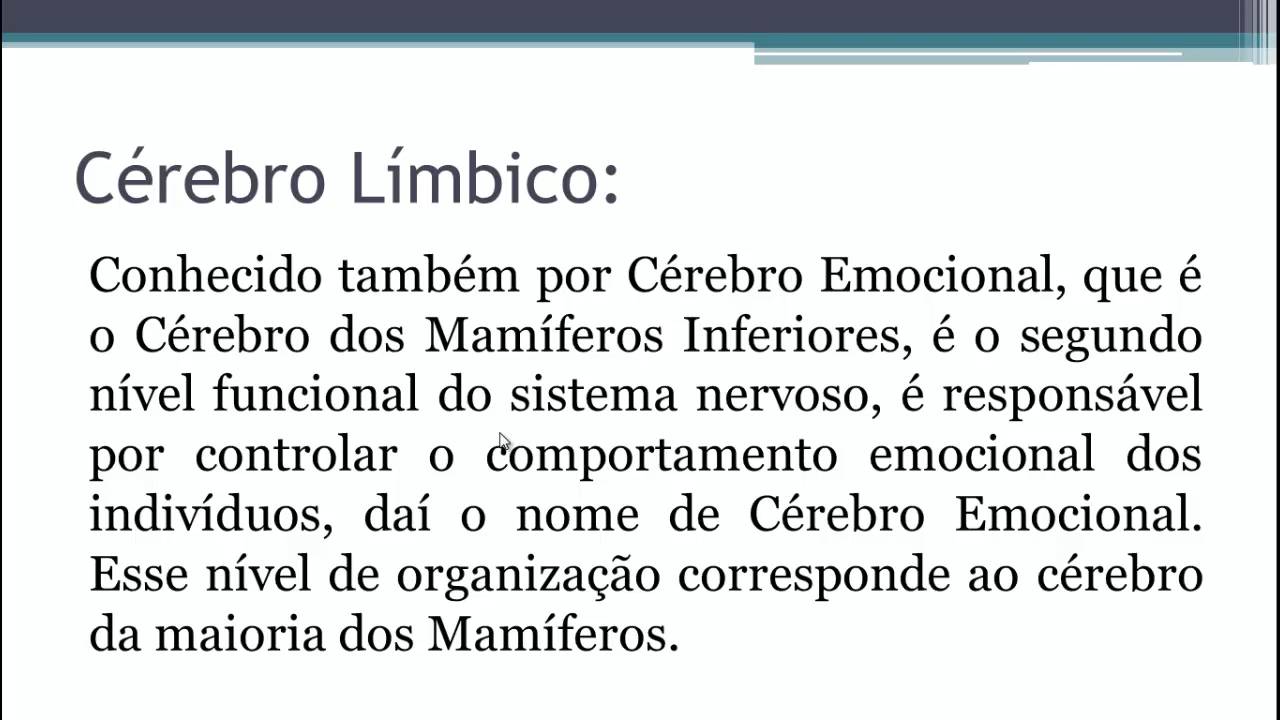 Cérebro Límbico:
Conhecido também por Cérebro Emocional, que é
o Cérebro dos Mamíferos Inferiores, é o segundo
nível funcional do sistema nervoso, é responsável
por controlar o comportamento emocional dos
indivíduos, daí o nome de Cérebro Emocional.
Esse nível de organização corresponde ao cérebro
da maioria dos Mamíferos.